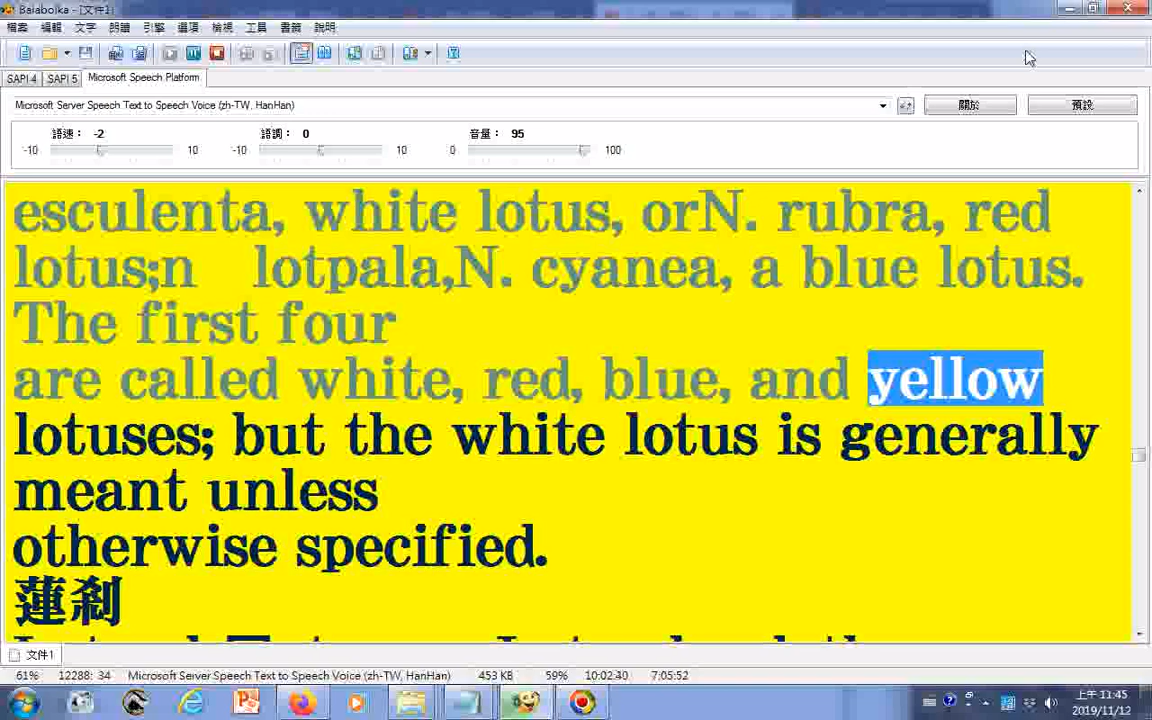 Balabolka - [文件1]
檔案 編輯 文字 朗讀 引擎 選項 檢視 工具 書籤 說明
SAPI 4 SAPI 5 Microsoft Speech Platform
Microsoft Server Speech Text to Speech Voice (zh-TW, HanHan)
關於 預設
語速： -2 語調： 0 音量： 95
-10 10 -10 10 0 100
esculenta, white lotus, orN. rubra, red
lotus;n lotpala,N. cyanea, a blue lotus.
The first four
are called white, red, blue, and yellow
lotuses; but the white lotus is generally
meant unless
otherwise specified.
蓮剎
文件1
61% 12288: 34 Microsoft Server Speech Text to Speech Voice (zh-TW, HanHan) 453 KB 59% 10:02:40 7:05:52
上午 11:45
2019/11/12